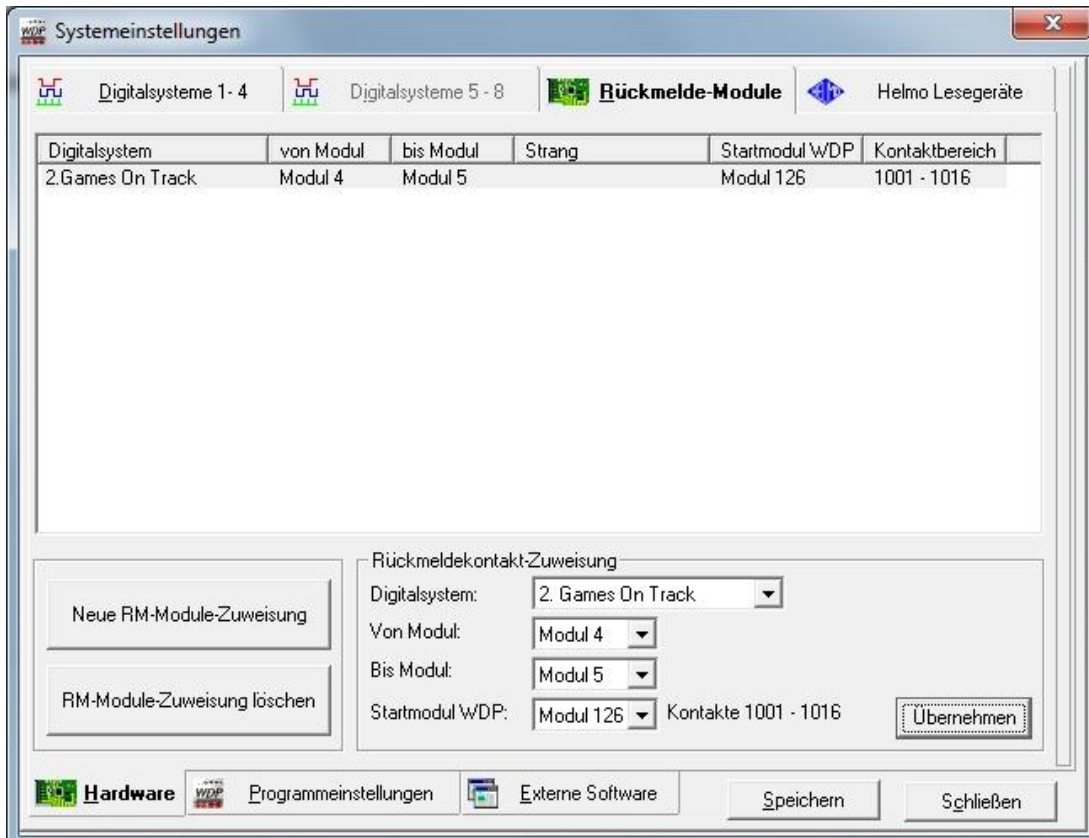 Systemeinstellungen
Digitalsysteme 1- 4 Digitalsysteme 5 - 8 Rückmelde-Module Helmo Lesegeräte
Digitalsystem von Modul bis Modul Strang Startmodul WDP Kontaktbereich
2.Games On Track Modul 4 Modul 5 Modul 126 1001 - 1016
Neue RM-Module-Zuweisung
RM-Module-Zuweisung löschen
Rückmeldekontakt-Zuweisung
Digitalsystem: 2. Games On Track
Von Modul: Modul 4
Bis Modul: Modul 5
Startmodul WDP: Modul 126 Kontakte 1001 - 1016
Übernehmen
Hardware WDP Programmeinstellungen Externe Software
Speichern Schließen